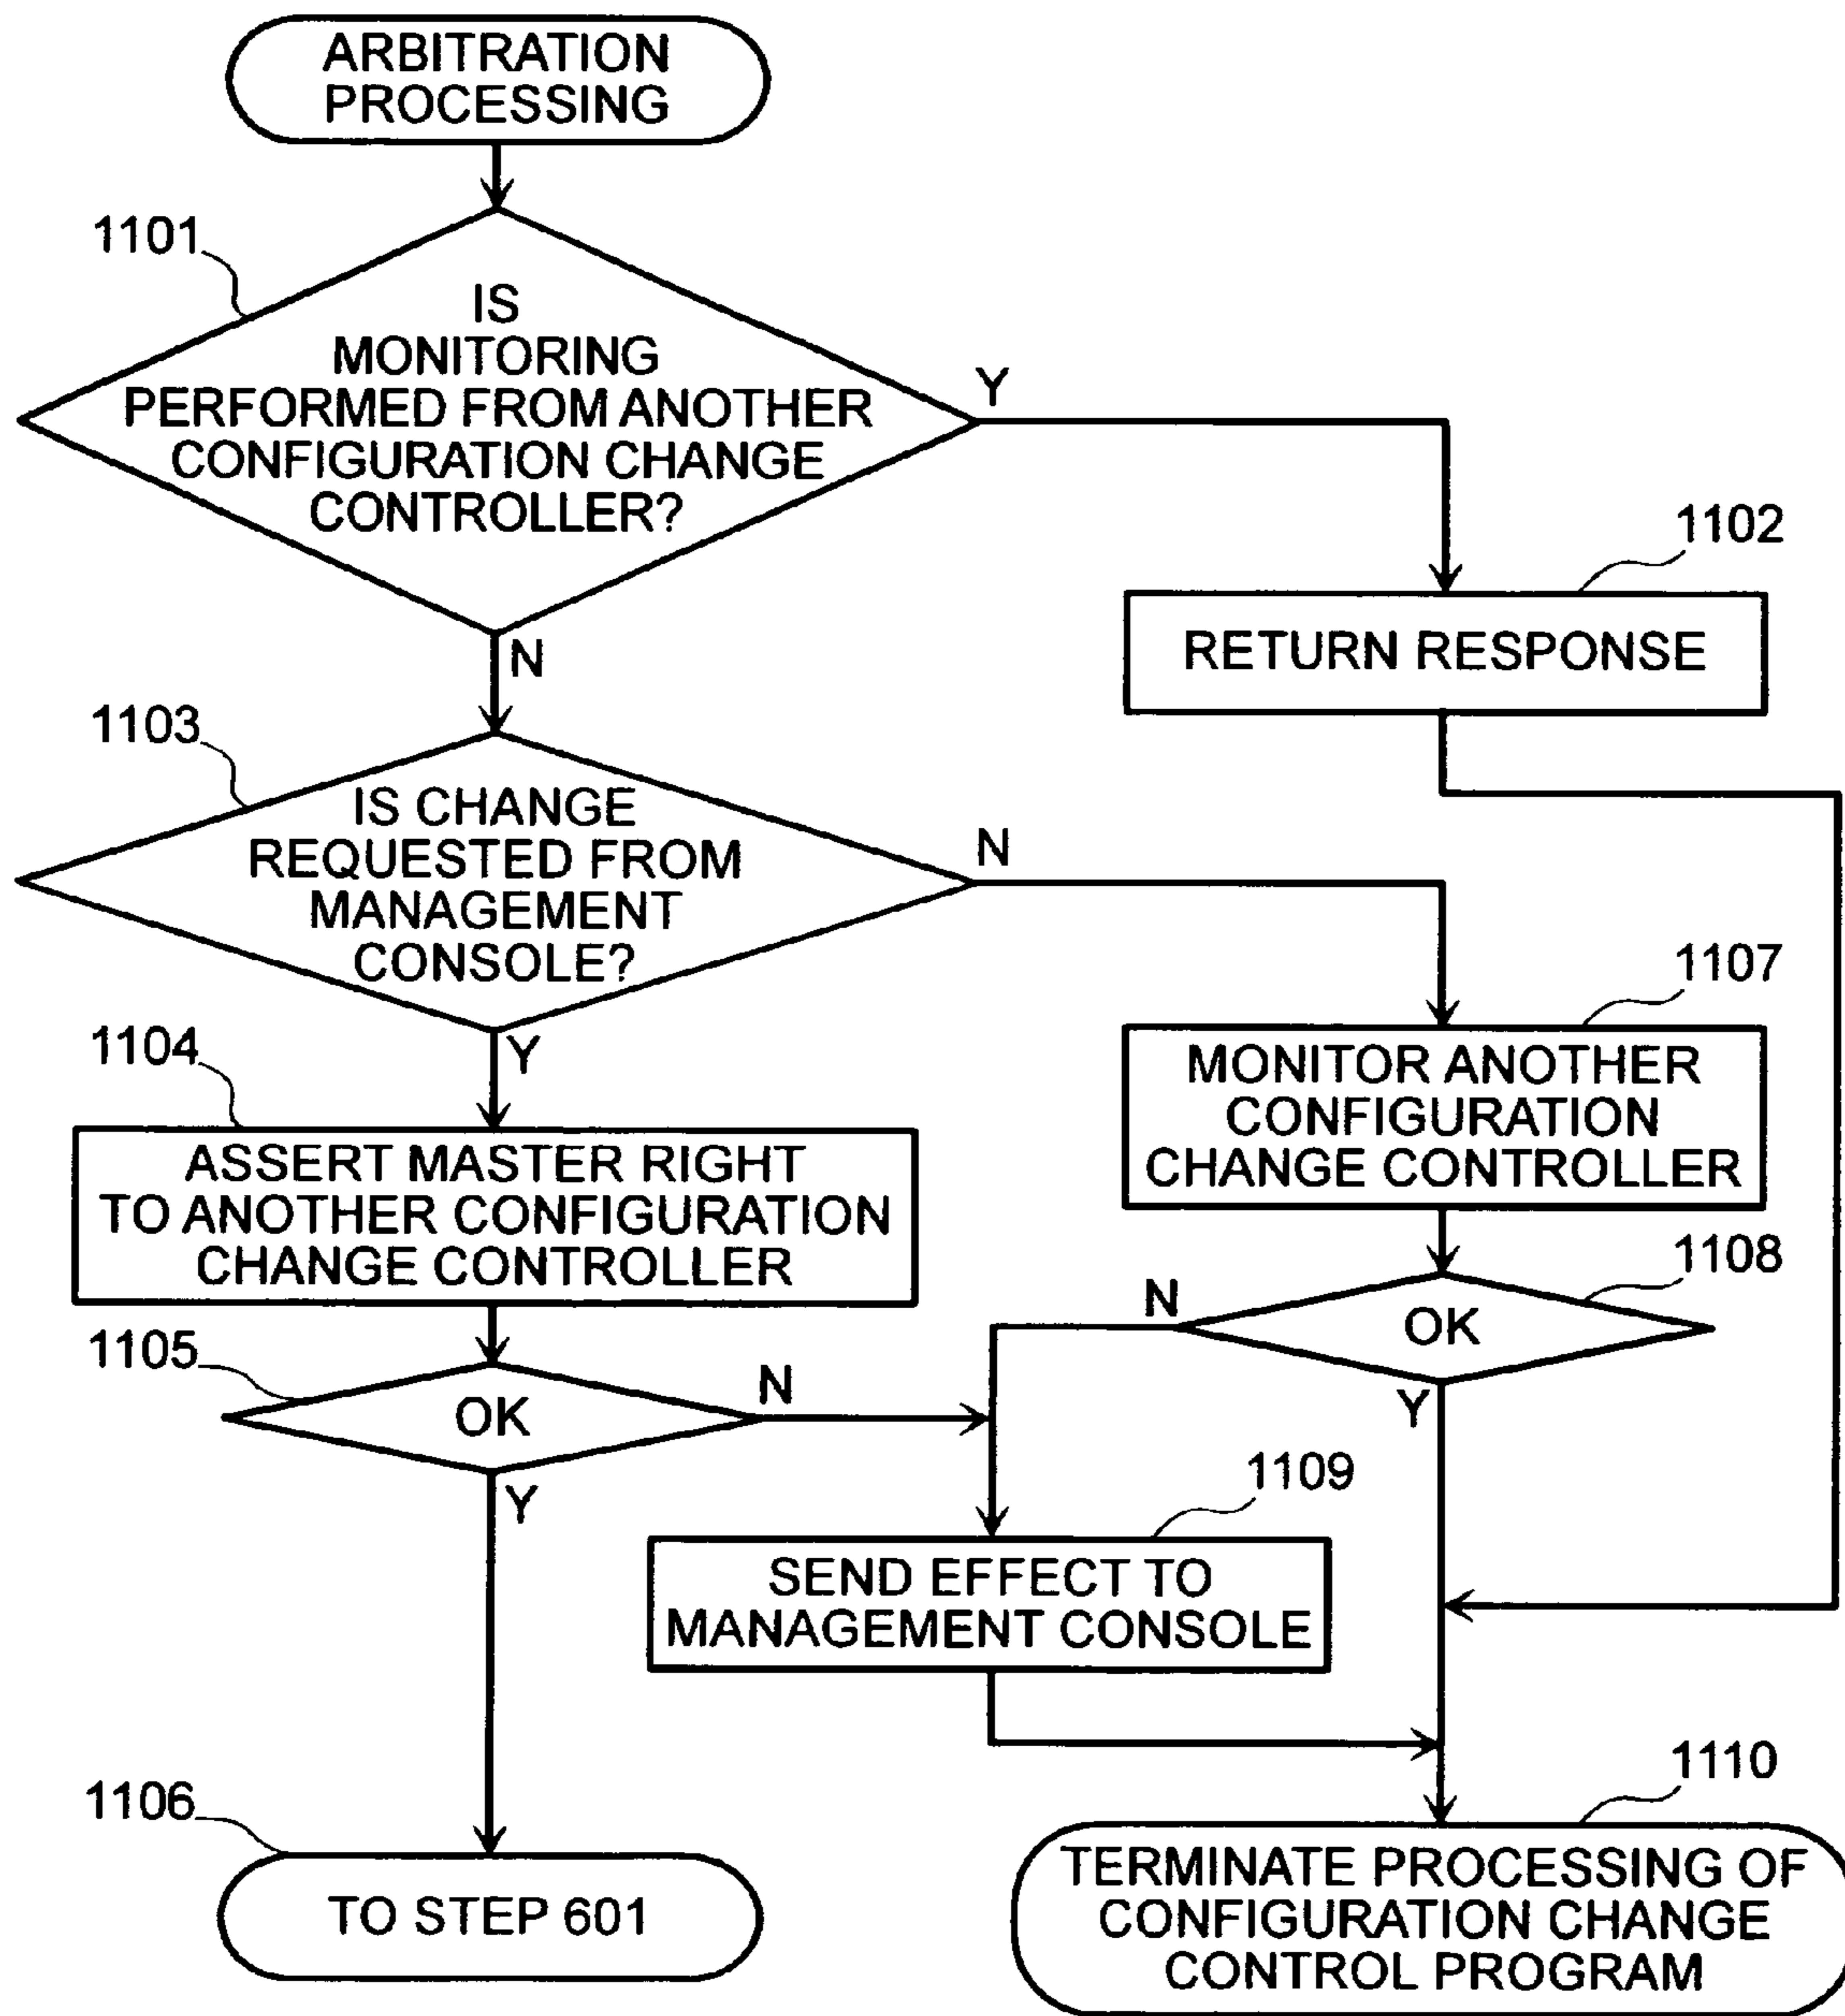 ARBITRATION
PROCESSING
1101
IS
MONITORING
PERFORMED FROM ANOTHER
CONFIGURATION CHANGE
CONTROLLER?
Y
N
1102
RETURN RESPONSE
1103
IS CHANGE
REQUESTED FROM
MANAGEMENT
CONSOLE?
N
Y
1104
ASSERT MASTER RIGHT
TO ANOTHER CONFIGURATION
CHANGE CONTROLLER
1107
MONITOR ANOTHER
CONFIGURATION
CHANGE CONTROLLER
1105
OK
N
Y
1108
OK
N
Y
1109
SEND EFFECT TO
MANAGEMENT CONSOLE
1106
TO STEP 601
1110
TERMINATE PROCESSING OF
CONFIGURATION CHANGE
CONTROL PROGRAM